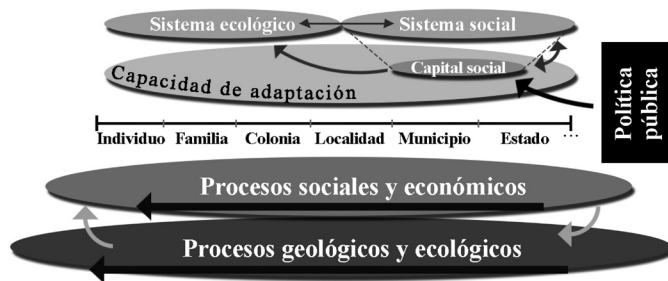 Sistema ecológico
Sistema social
Capital social
Capacidad de adaptación
Política
pública
Individuo Familia Colonia Localidad Municipio Estado ...
Procesos sociales y económicos
Procesos geológicos y ecológicos